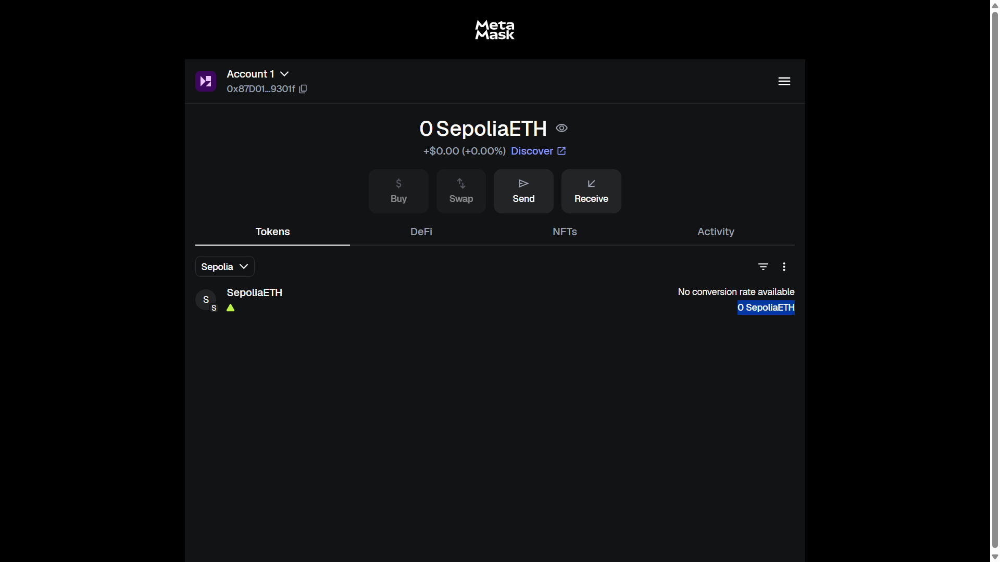 Meta
Mask
Account 1
0x87D01...9301f
0 SepoliaETH
+$0.00 (+0.00%) Discover
$
Buy
Swap
Send
Receive
Tokens
DeFi
NFTs
Activity
Sepolia
S
S
SepoliaETH
No conversion rate available
0 SepoliaETH